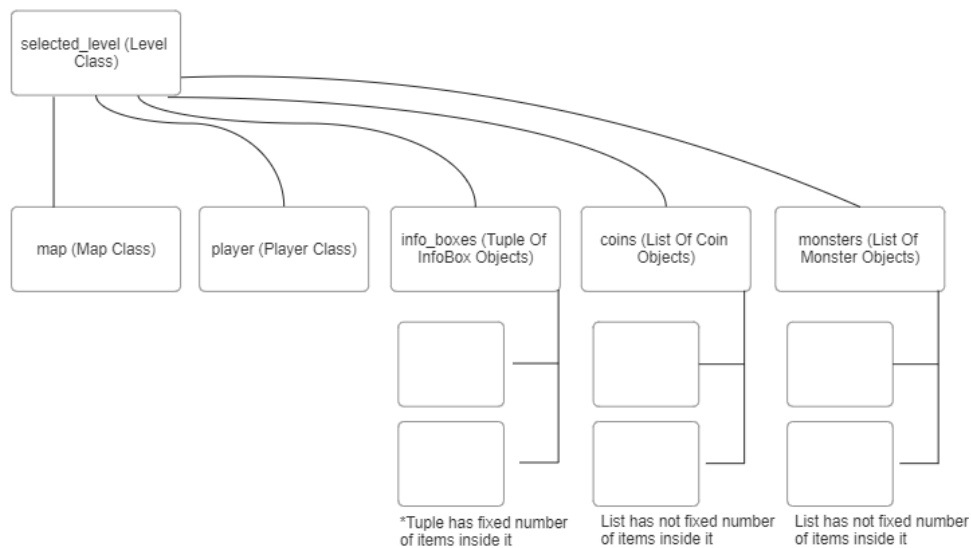 selected_level (Level
Class)
map (Map Class)
player (Player Class)
info_boxes (Tuple Of
InfoBox Objects)
coins (List Of Coin
Objects)
monsters (List Of
Monster Objects)
*Tuple has fixed number
of items inside it
List has not fixed number
of items inside it
List has not fixed number
of items inside it